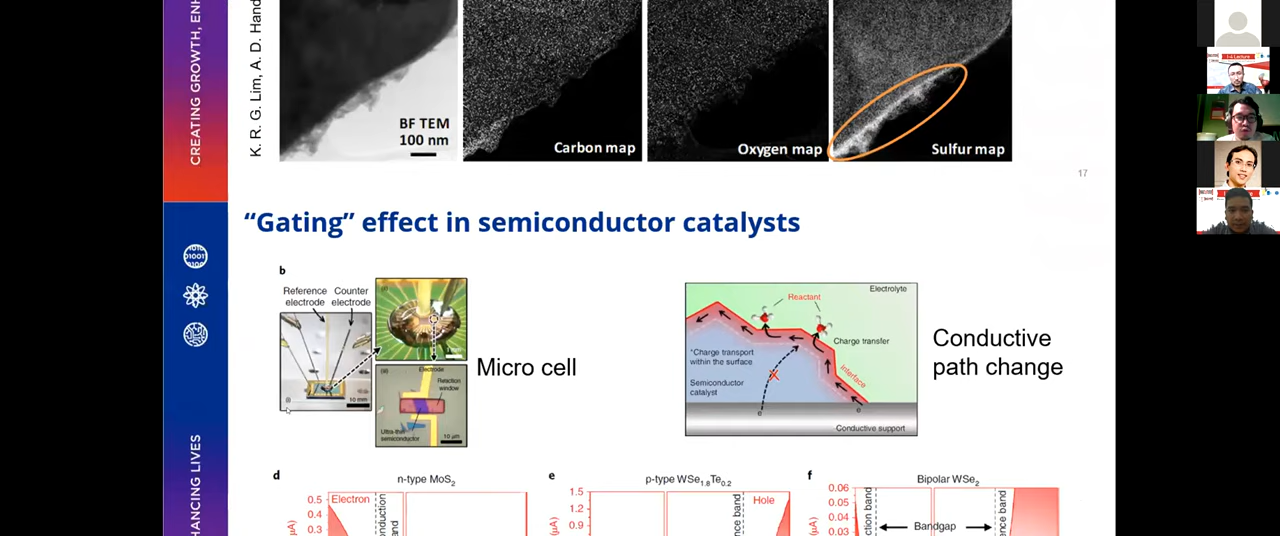 CREATING GROWTH, ENH
K. R. G. Lim, A. D. Hand
BF TEM
100 nm
Carbon map
Oxygen map
Sulfur map
17
"Gating" effect in semiconductor catalysts
b
Reference
electrode
Counter
electrode
(i)
10 mm
Electrode
Reaction
window
Ultra-thin
semiconductor
10 µm
Micro cell
Reactant
Electrolyte
Charge transfer
"Charge transport
within the surface
Semiconductor
catalyst
Interface
e
e
Conductive support
Conductive
path change
HANCING LIVES
d
n-type MoS2
0.5
0.4
0.3
Electron
e
p-type WSe1.8Te0.2
1.5
1.2
0.9
Hole
f
Bipolar WSe2
0.06
0.05
0.04
0.03
Bandgap